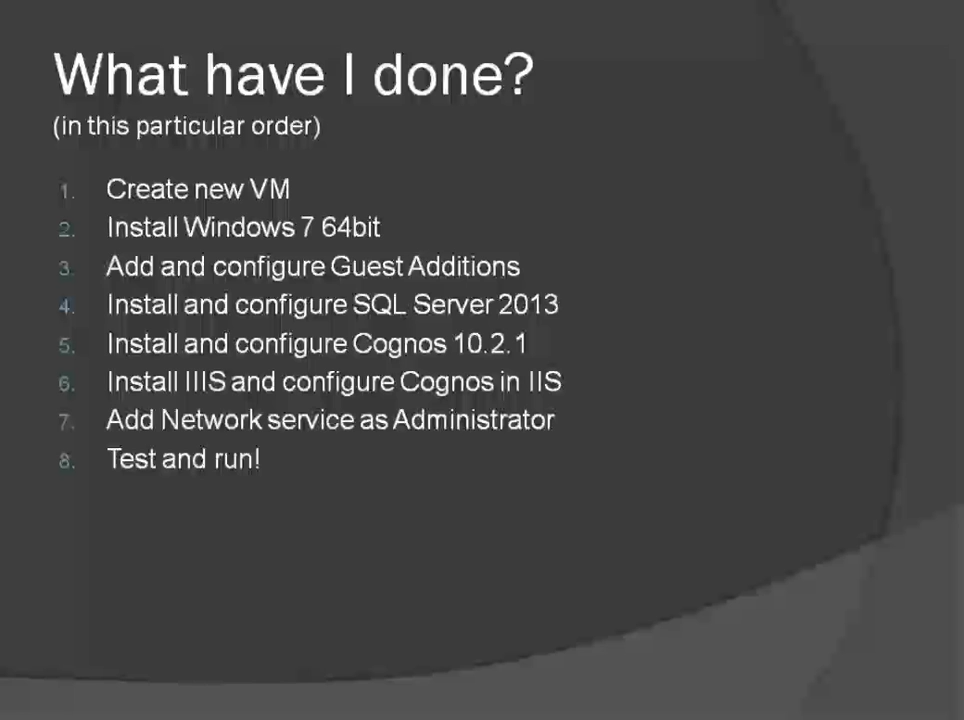 What have I done?
(in this particular order)
1. Create new VM
2. Install Windows 7 64bit
3. Add and configure Guest Additions
4. Install and configure SQL Server 2013
5. Install and configure Cognos 10.2.1
6. Install IIIS and configure Cognos in IIS
7. Add Network service as Administrator
8. Test and run!